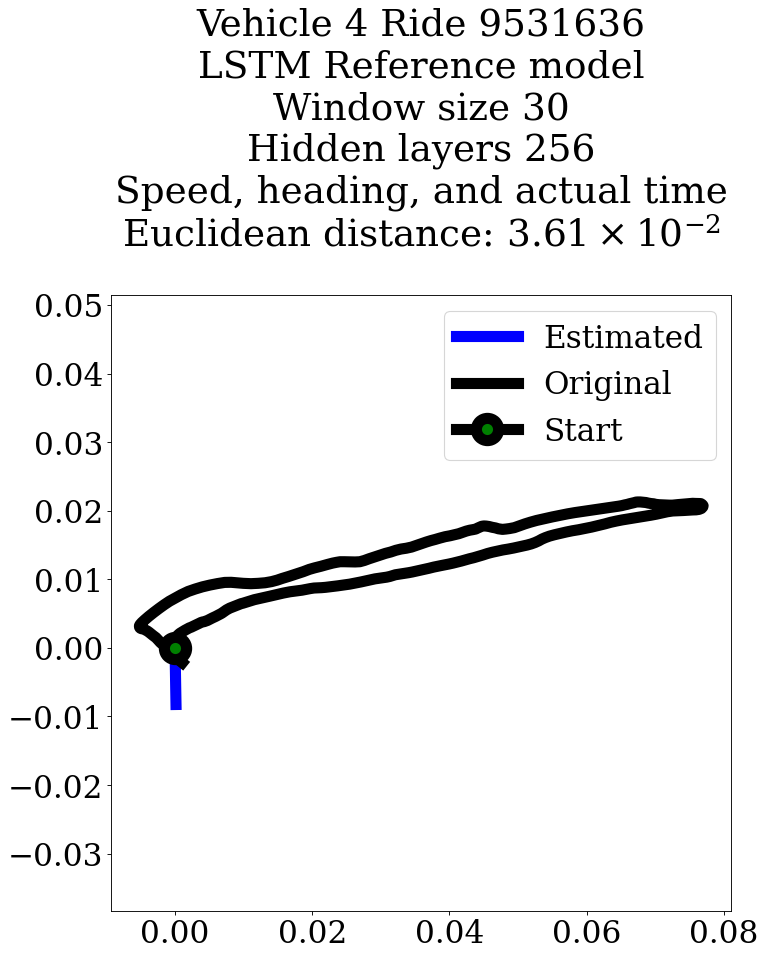 Vehicle 4 Ride 9531636
LSTM Reference model
Window size 30
Hidden layers 256
Speed, heading, and actual time
Euclidean distance: 3.61 × 10⁻²
Estimated
Original
Start
0.05
0.04
0.03
0.02
0.01
0.00
−0.01
−0.02
−0.03
0.00 0.02 0.04 0.06 0.08